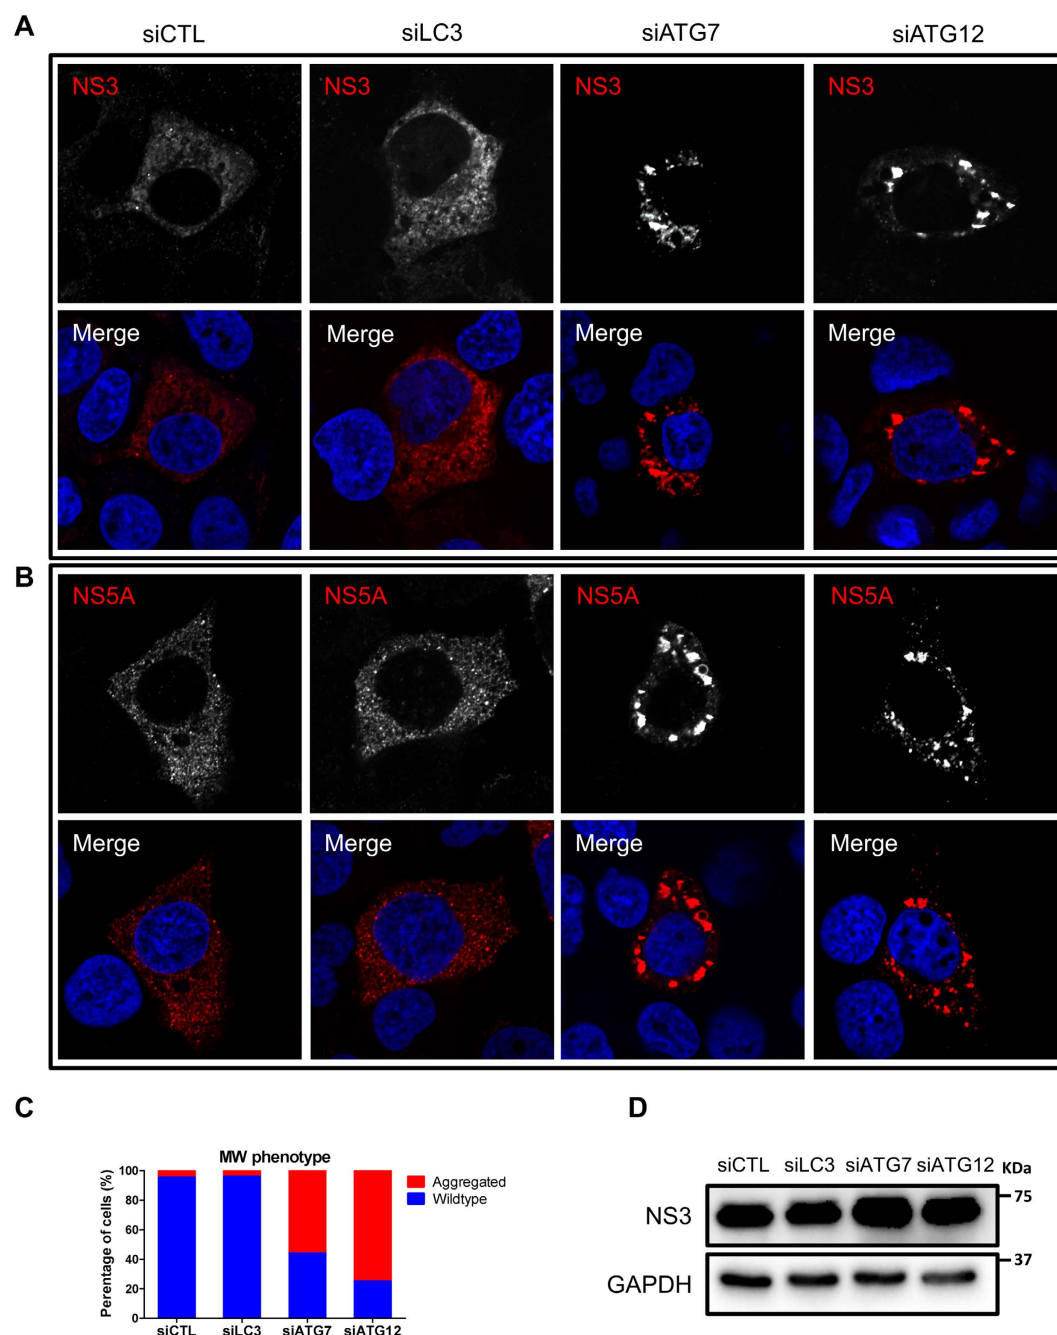 A
siCTL siLC3 siATG7 siATG12
NS3 NS3 NS3 NS3
Merge Merge Merge Merge
B
NS5A NS5A NS5A NS5A
Merge Merge Merge Merge
C
MW phenotype
Perentage of cells (%)
100
80
60
40
20
0
siCTL siLC3 siATG7 siATG12
Aggregated
Wildtype
D
siCTL siLC3 siATG7 siATG12 KDa
NS3 75
GAPDH 37